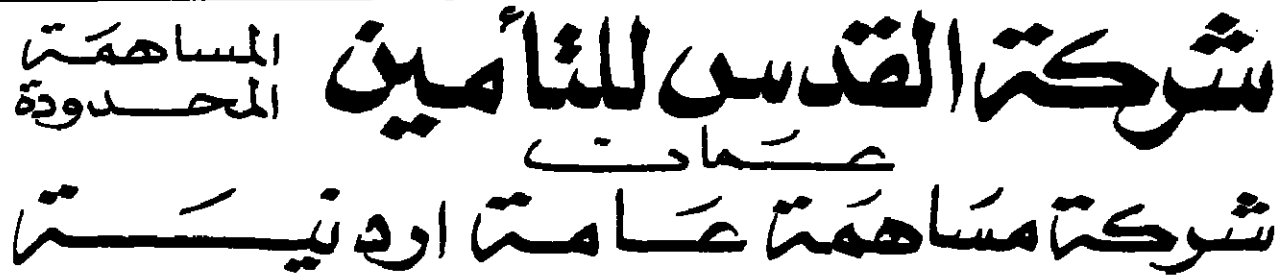 شركة القدس للتأمين المساهمة
المحدودة
عمان
شركة مساهمة عامة اردنية